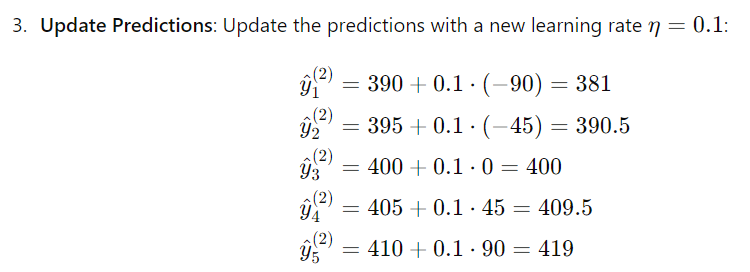 3. Update Predictions: Update the predictions with a new learning rate η = 0.1:
ŷ₁⁽²⁾ = 390 + 0.1 · (−90) = 381
ŷ₂⁽²⁾ = 395 + 0.1 · (−45) = 390.5
ŷ₃⁽²⁾ = 400 + 0.1 · 0 = 400
ŷ₄⁽²⁾ = 405 + 0.1 · 45 = 409.5
ŷ₅⁽²⁾ = 410 + 0.1 · 90 = 419